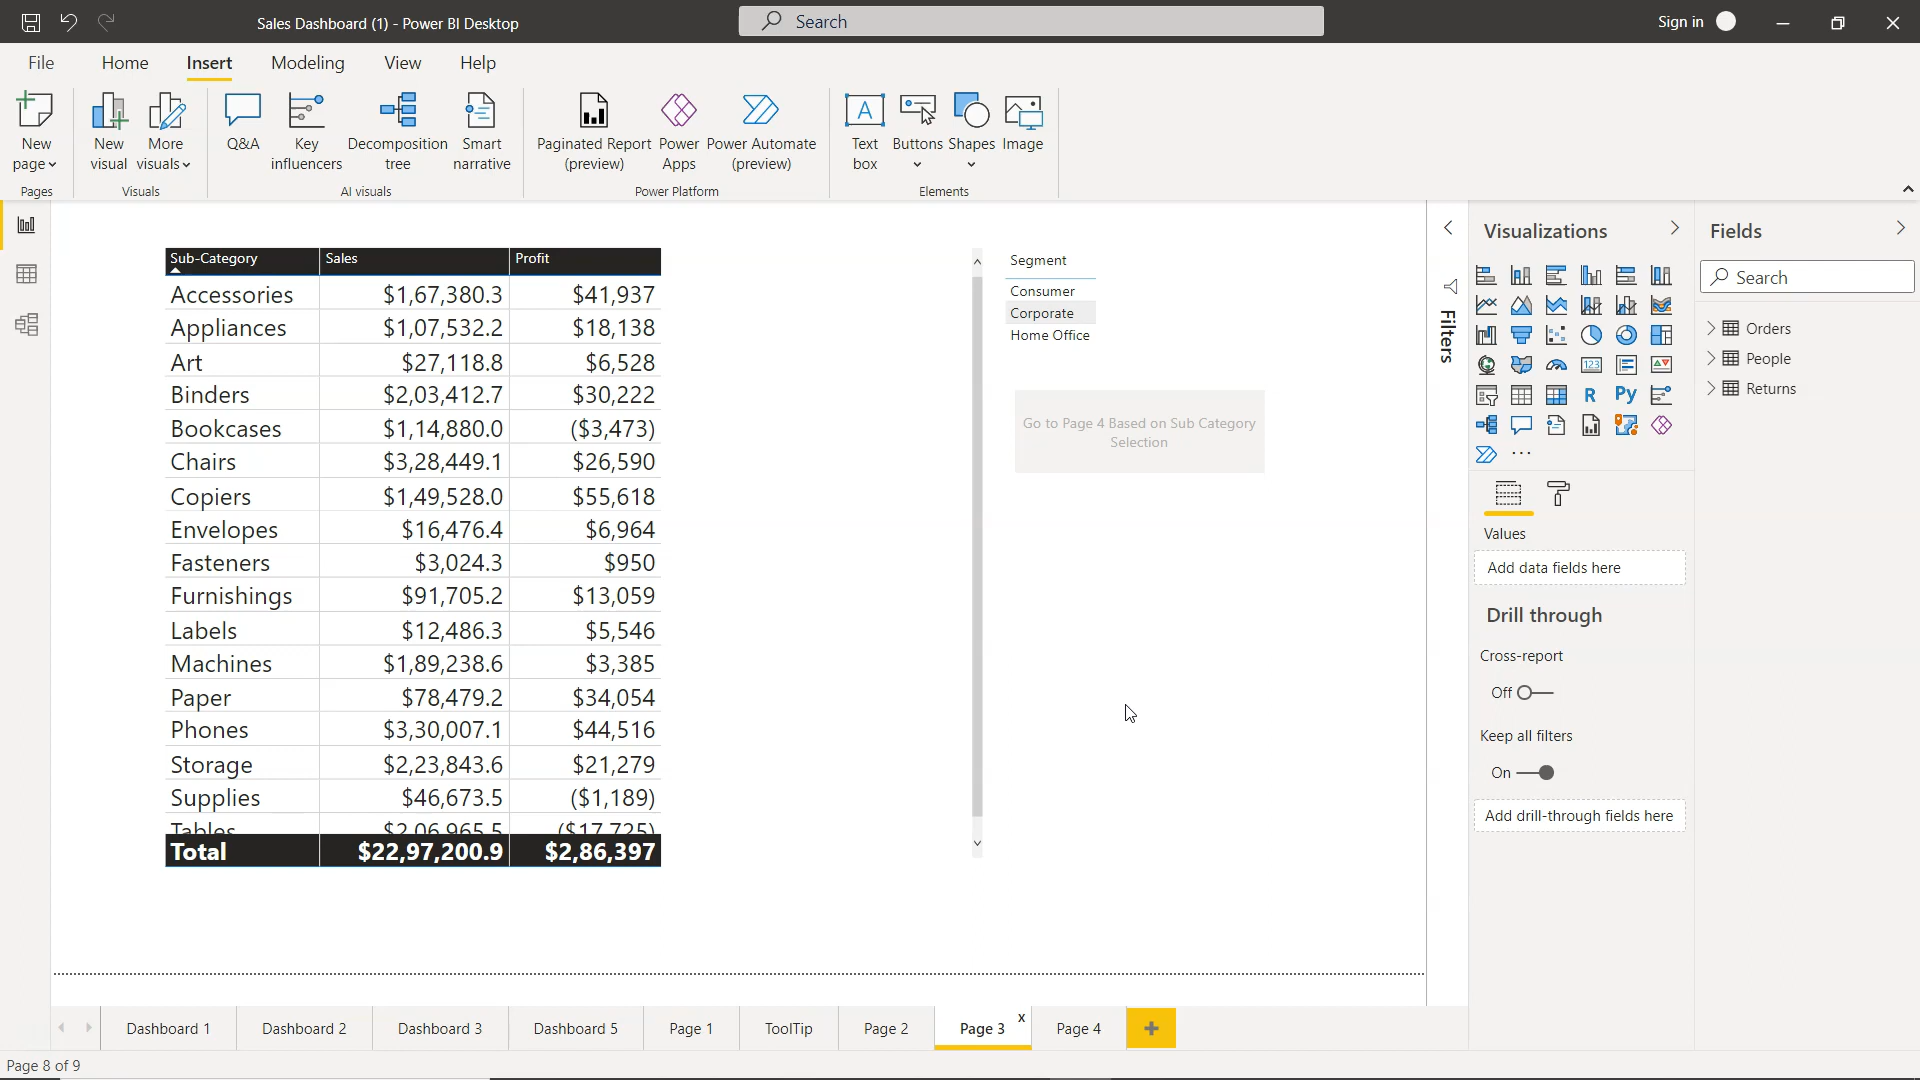 Sales Dashboard (1) - Power BI Desktop
Search
Sign in
File Home Insert Modeling View Help
New page
New visual
More visuals
Q&A
Key influencers
Decomposition tree
Smart narrative
Paginated Report (preview)
Power Apps
Power Automate (preview)
A
Text box
Buttons
Shapes
Image
Pages
Visuals
AI visuals
Power Platform
Elements
Sub-Category Sales Profit
Accessories $1,67,380.3 $41,937
Appliances $1,07,532.2 $18,138
Art $27,118.8 $6,528
Binders $2,03,412.7 $30,222
Bookcases $1,14,880.0 ($3,473)
Chairs $3,28,449.1 $26,590
Copiers $1,49,528.0 $55,618
Envelopes $16,476.4 $6,964
Fasteners $3,024.3 $950
Furnishings $91,705.2 $13,059
Labels $12,486.3 $5,546
Machines $1,89,238.6 $3,385
Paper $78,479.2 $34,054
Phones $3,30,007.1 $44,516
Storage $2,23,843.6 $21,279
Supplies $46,673.5 ($1,189)
Tables $2,06,965.5 ($17,725)
Total $22,97,200.9 $2,86,397
Segment
Consumer
Corporate
Home Office
Go to Page 4 Based on Sub Category
Selection
Filters
Visualizations
123
R
Py
Values
Add data fields here
Drill through
Cross-report
Off
Keep all filters
On
Add drill-through fields here
Fields
Search
Orders
People
Returns
Dashboard 1 Dashboard 2 Dashboard 3 Dashboard 5 Page 1 ToolTip Page 2 Page 3 x Page 4 +
Page 8 of 9